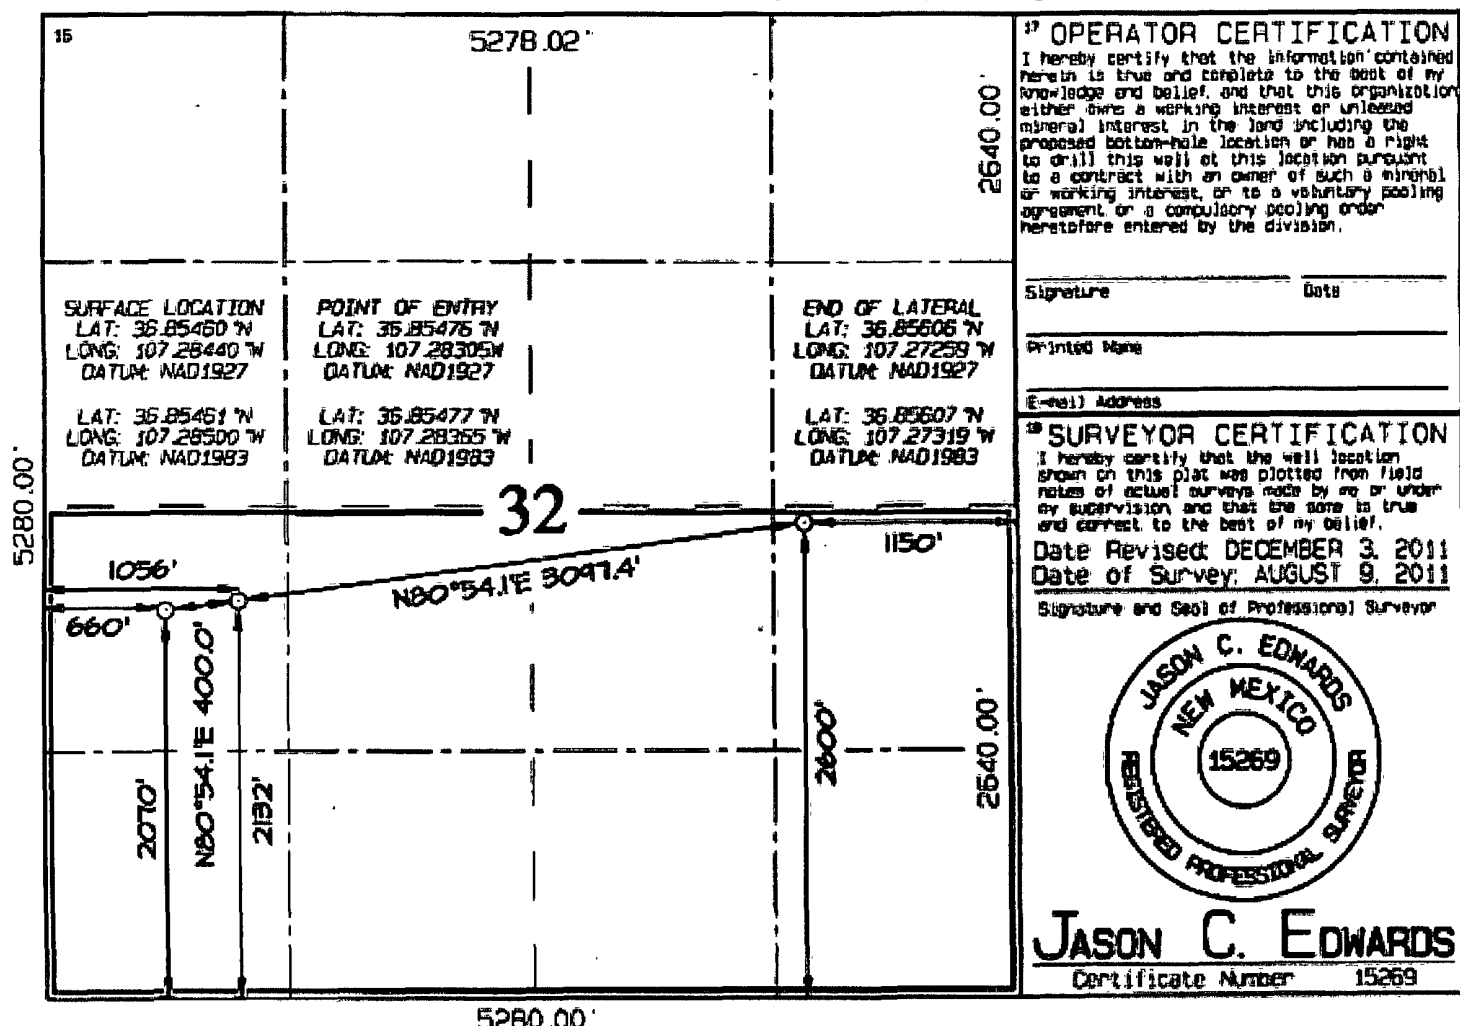 15
5278.02'
2640.00'
SURFACE LOCATION
LAT: 36.85460 °N
LONG: 107.28440 °W
DATUM: NAD1927
LAT: 36.85461 °N
LONG: 107.28500 °W
DATUM: NAD1983
POINT OF ENTRY
LAT: 36.85476 °N
LONG: 107.28305°W
DATUM: NAD1927
LAT: 36.85477 °N
LONG: 107.28365 °W
DATUM: NAD1983
END OF LATERAL
LAT: 36.85606 °N
LONG: 107.27259 °W
DATUM: NAD1927
LAT: 36.85607 °N
LONG: 107.27319 °W
DATUM: NAD1983
5280.00'
32
1056'
660'
N80°54.1'E 3097.4'
1150'
N80°54.1'E 400.0'
2070'
2132'
2600'
2640.00'
5280.00'
17 OPERATOR CERTIFICATION
I hereby certify that the information contained
herein is true and complete to the best of my
knowledge and belief, and that this organization
either owns a working interest or unleased
mineral interest in the land including the
proposed bottom-hole location or has a right
to drill this well at this location pursuant
to a contract with an owner of such a mineral
or working interest, or to a voluntary pooling
agreement or a compulsory pooling order
heretofore entered by the division.
Signature Date
Printed Name
E-mail Address
18 SURVEYOR CERTIFICATION
I hereby certify that the well location
shown on this plat was plotted from field
notes of actual surveys made by me or under
my supervision and that the same is true
and correct to the best of my belief.
Date Revised: DECEMBER 3, 2011
Date of Survey: AUGUST 9, 2011
Signature and Seal of Professional Surveyor
JASON C. EDWARDS
NEW MEXICO
15269
REGISTERED PROFESSIONAL SURVEYOR
JASON C. EDWARDS
Certificate Number 15269